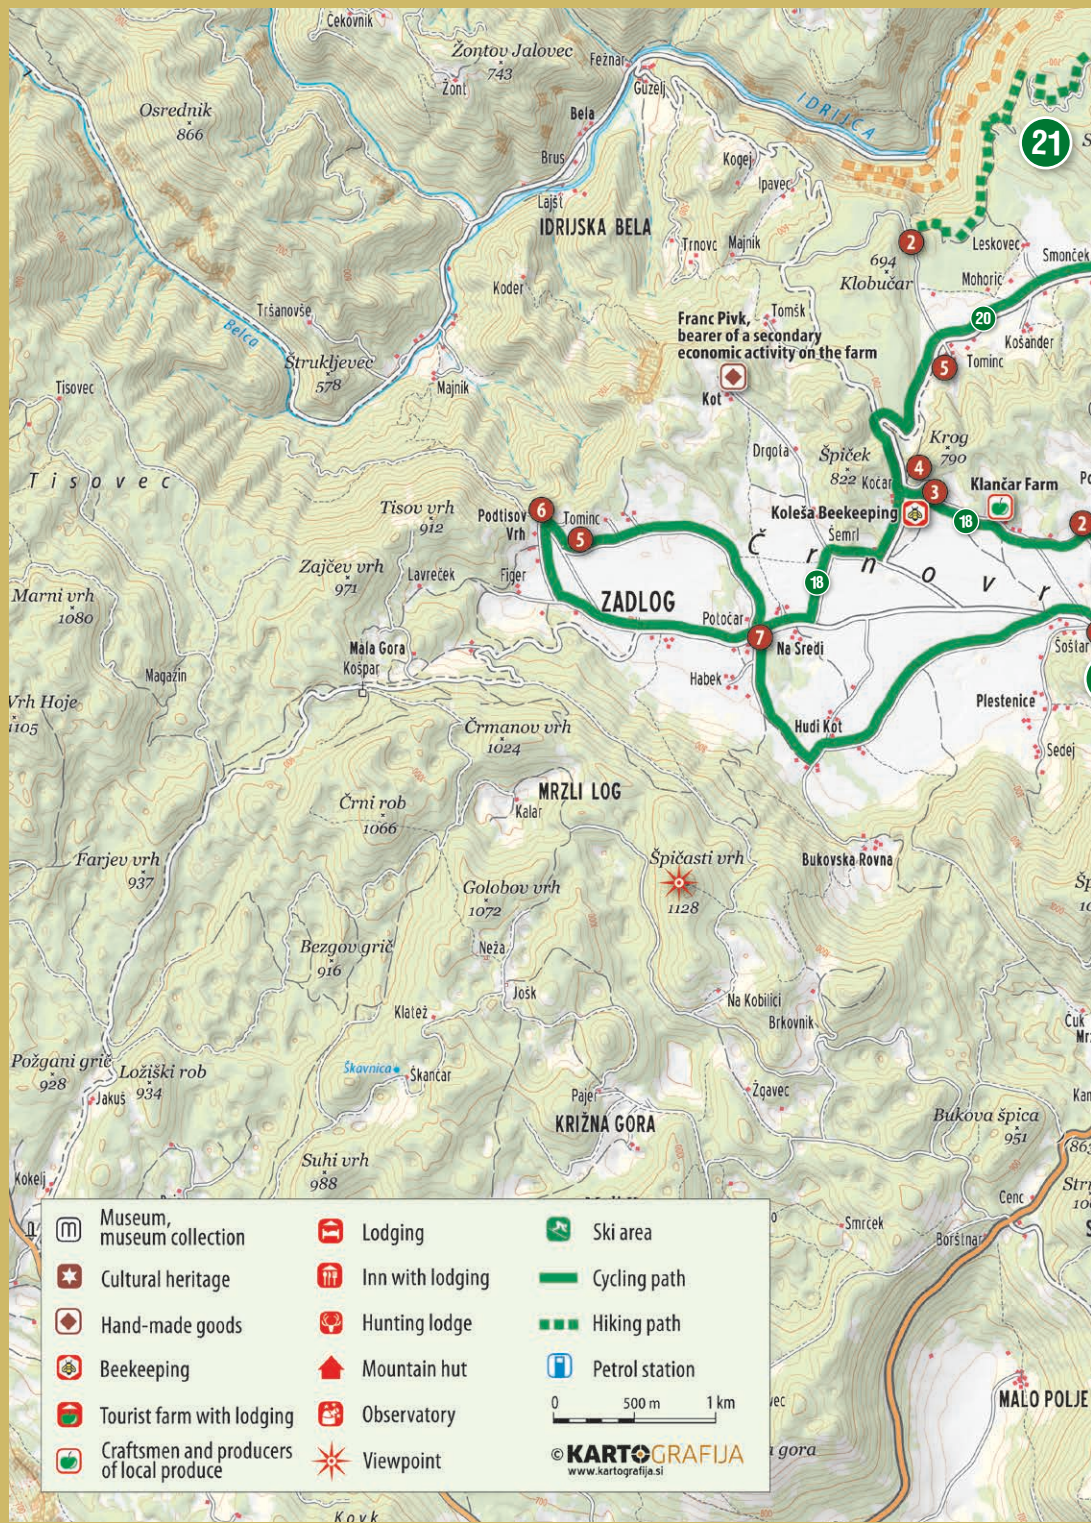 Čekovnik
Žontov Jalovec
743
Fežnar
Žont
Guzelj
Osrednik
866
Bela
IDRIJCA
21
Brus
Kogej
Ipavec
Lajšt
IDRIJSKA BELA
Trnovc
Majnik
2
Leskovec
Smonček
694
Klobučar
Mohorič
Koder
Tršanovše
Belca
Franc Pivk,
bearer of a secondary
economic activity on the farm
Tomšk
20
Košander
Štrukljevec
578
5
Tominc
Tisovec
Majnik
Kot
Krog
790
Drgota
Špiček
822
4
Tisovec
Kočar
3
Klančar Farm
Tisov vrh
912
Podtisov
Vrh
6
Tominc
5
Koleša Beekeeping
18
2
Šemrl
Črnovr
Zajčev vrh
971
Lavreček
Figer
18
Marni vrh
1080
ZADLOG
Potočar
7
Na Sredi
Mala Gora
Košpar
Šoštar
Magazin
Habek
Vrh Hoje
1105
Plestenice
Črmanov vrh
1024
Hudi Kot
Sedej
MRZLI LOG
Kalar
Črni rob
1066
Farjev vrh
937
Špičasti vrh
1128
Bukovska Rovna
Golobov vrh
1072
Bezgov grič
916
Neža
Jošk
Na Kobilici
Klatež
Brkovnik
Čuk
Požgani grič
928
Ložiški rob
934
Škavnica
Škančar
Jakuš
Pajer
Žgavec
KRIŽNA GORA
Bukova špica
951
Suhi vrh
988
Kokelj
Cenc
Smrček
Borštnar
Museum,
museum collection
Cultural heritage
Hand-made goods
Beekeeping
Tourist farm with lodging
Craftsmen and producers
of local produce
Lodging
Inn with lodging
Hunting lodge
Mountain hut
Observatory
Viewpoint
Ski area
Cycling path
Hiking path
Petrol station
0 500 m 1 km
© KARTOGRAFIJA
www.kartografija.si
MALO POLJE
gora
Kovk